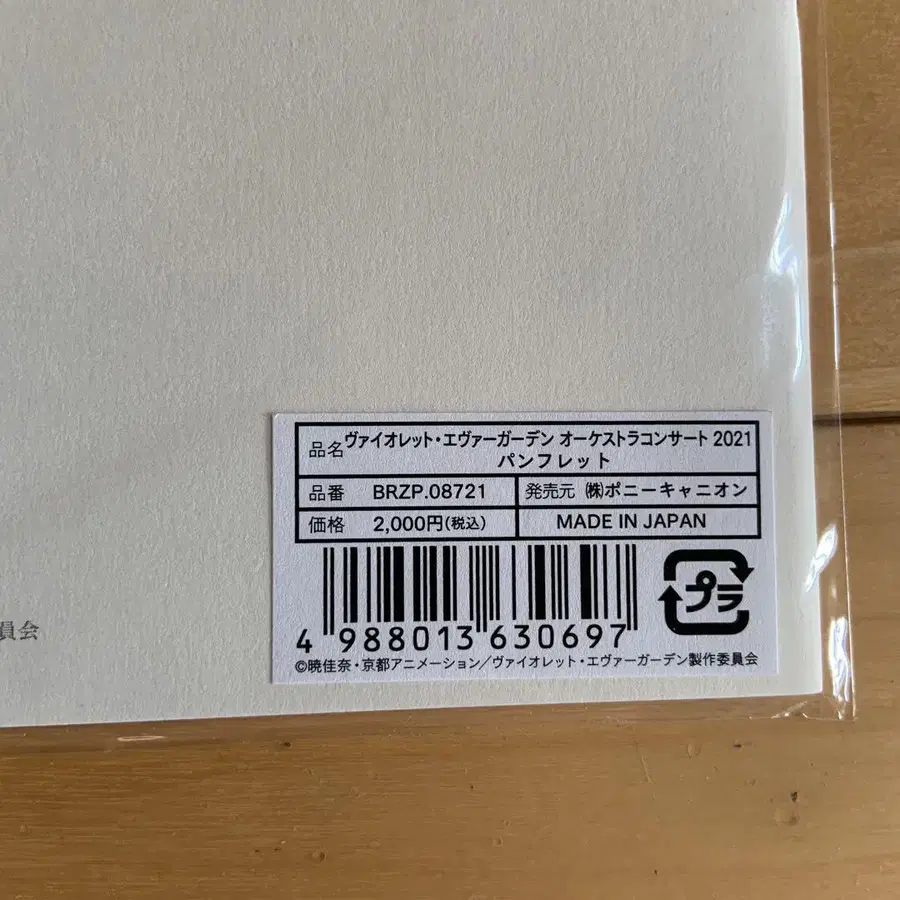 品名 ヴァイオレット・エヴァーガーデン オーケストラコンサート 2021
パンフレット
品番 BRZP.08721 発売元 ㈱ポニーキャニオン
価格 2,000円(税込) MADE IN JAPAN
プラ
4 988013 630697
員会
©暁佳奈・京都アニメーション／ヴァイオレット・エヴァーガーデン製作委員会